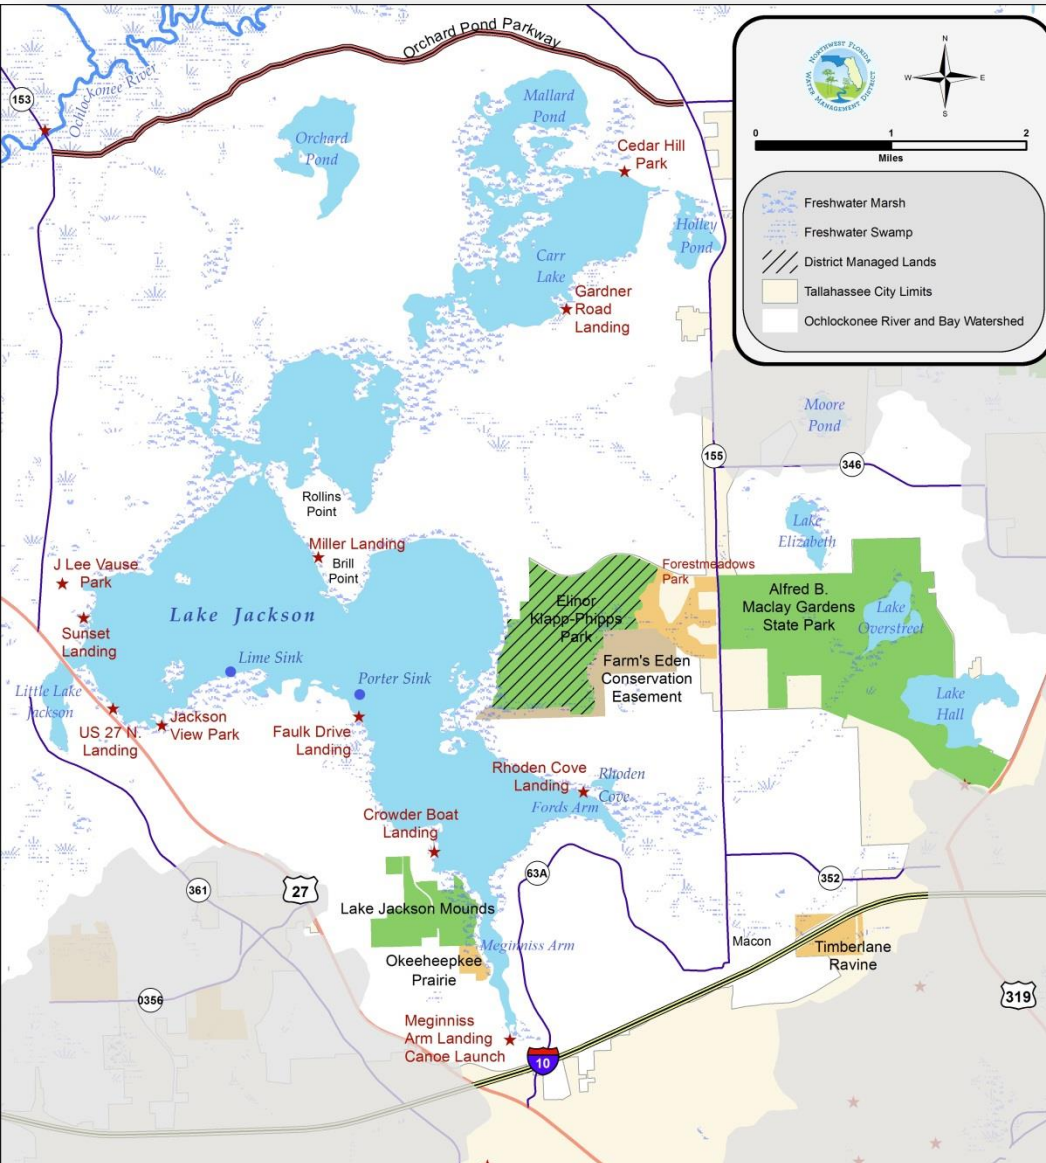 Orchard Pond Parkway
153
Ochlockonee River
Orchard
Pond
Mallard
Pond
Cedar Hill
Park
Holley
Pond
Carr
Lake
Gardner
Road
Landing
NORTHWEST FLORIDA
WATER MANAGEMENT DISTRICT
N
W
E
S
0
1
2
Miles
Freshwater Marsh
Freshwater Swamp
District Managed Lands
Tallahassee City Limits
Ochlockonee River and Bay Watershed
Moore
Pond
155
346
Rollins
Point
Miller Landing
Brill
Point
Lake
Elizabeth
J Lee Vause
Park
Sunset
Landing
Lake Jackson
Lime Sink
Porter Sink
Elinor
Klapp-Phipps
Park
Forestmeadows
Park
Farm's Eden
Conservation
Easement
Alfred B.
Maclay Gardens
State Park
Lake
Overstreet
Lake
Hall
Little Lake
Jackson
US 27 N
Landing
Jackson
View Park
Faulk Drive
Landing
Rhoden Cove
Landing
Rhoden
Cove
Fords Arm
Crowder Boat
Landing
361
27
63A
352
Lake Jackson Mounds
Meginniss Arm
Okeeheepkee
Prairie
Macon
Timberlane
Ravine
0356
319
Meginniss
Arm Landing
Canoe Launch
10